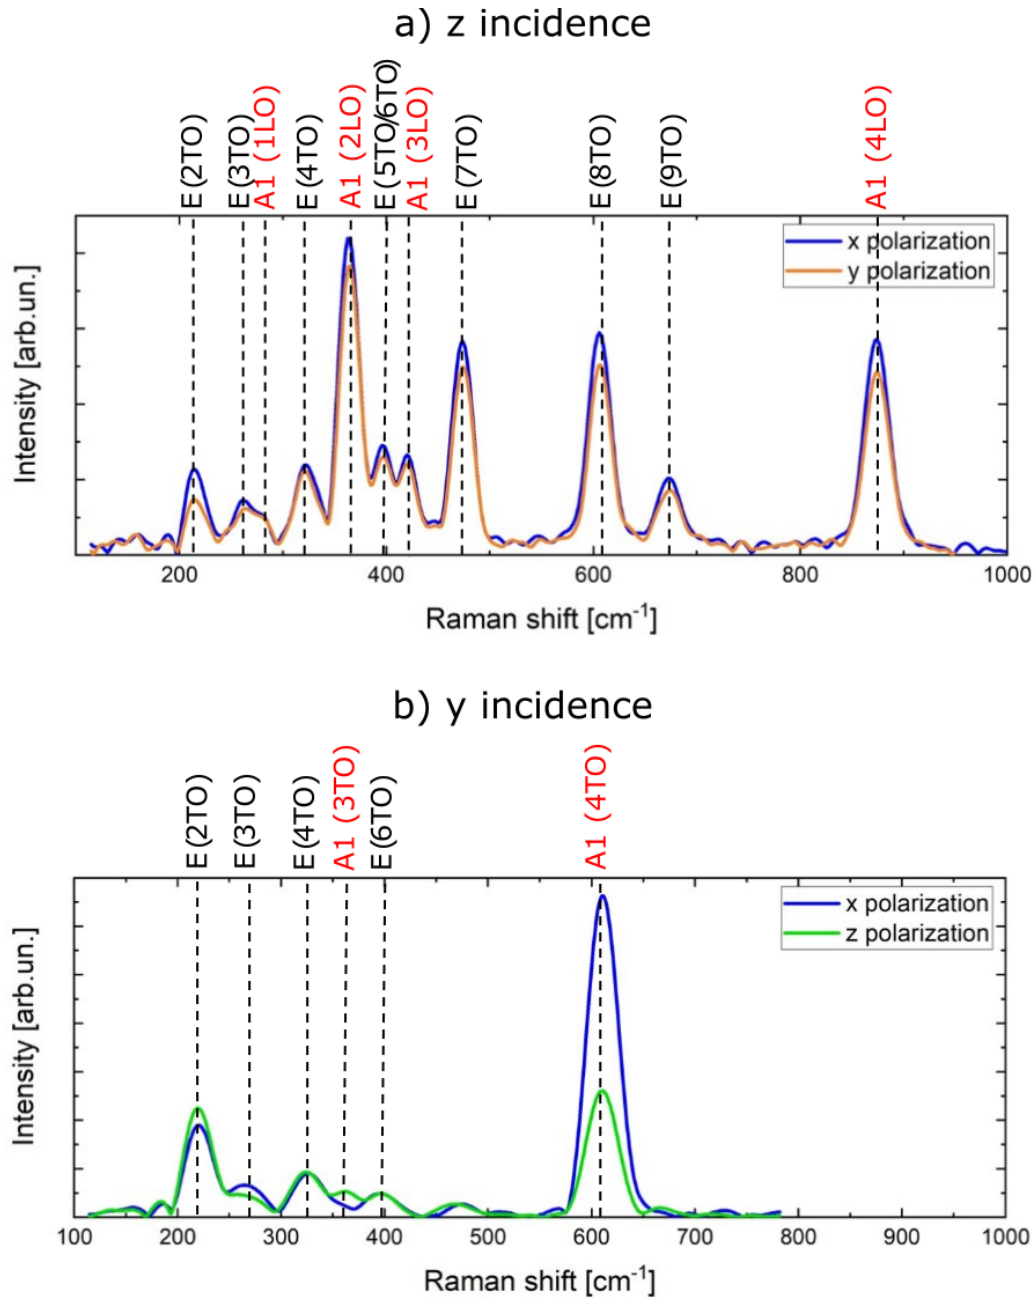 a) z incidence
E(2TO)
E(3TO)
A1 (1LO)
E(4TO)
A1 (2LO)
E(5TO/6TO)
A1 (3LO)
E(7TO)
E(8TO)
E(9TO)
A1 (4LO)
x polarization
y polarization
Intensity [arb.un.]
200 400 600 800 1000
Raman shift [cm⁻¹]
b) y incidence
E(2TO)
E(3TO)
E(4TO)
A1 (3TO)
E(6TO)
A1 (4TO)
x polarization
z polarization
Intensity [arb.un.]
100 200 300 400 500 600 700 800 900 1000
Raman shift [cm⁻¹]